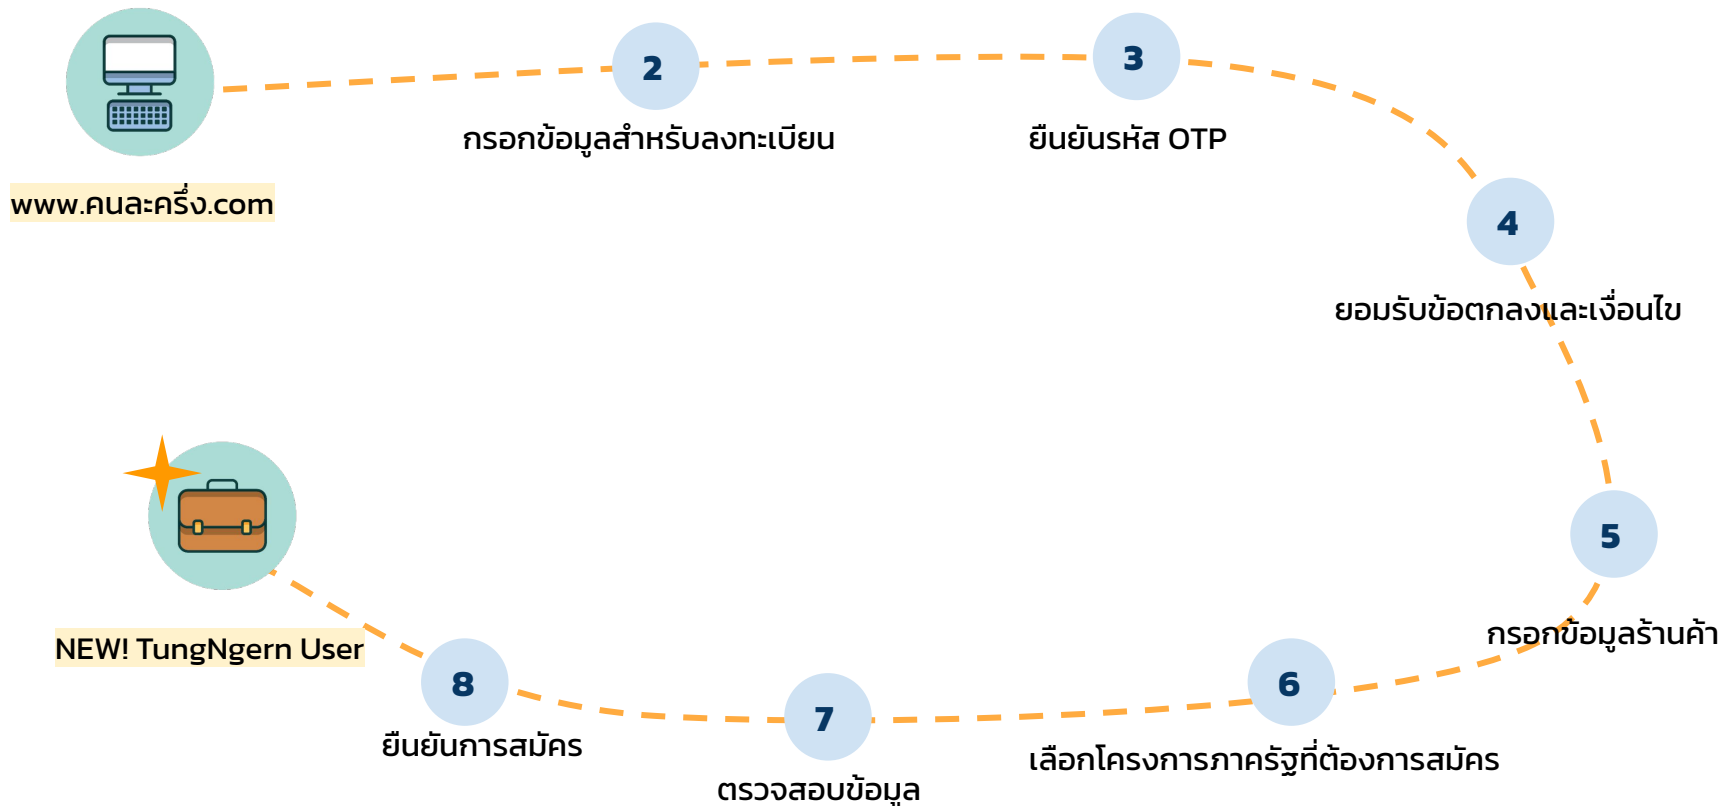 www.คนละครึ่ง.com
2
กรอกข้อมูลสำหรับลงทะเบียน
3
ยืนยันรหัส OTP
4
ยอมรับข้อตกลงและเงื่อนไข
5
กรอกข้อมูลร้านค้า
6
เลือกโครงการภาครัฐที่ต้องการสมัคร
7
ตรวจสอบข้อมูล
8
ยืนยันการสมัคร
NEW! TungNgern User